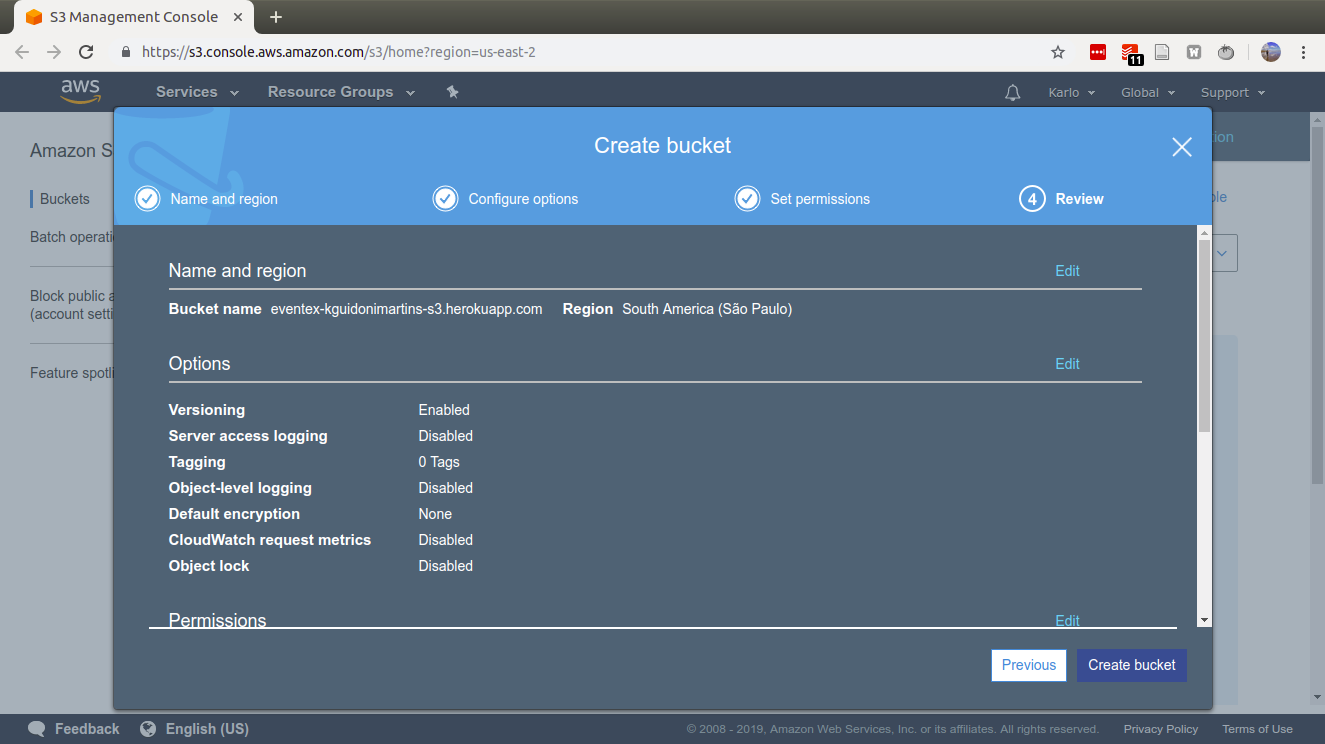 S3 Management Console
https://s3.console.aws.amazon.com/s3/home?region=us-east-2
11
W
aws
Services
Resource Groups
Karlo
Global
Support
Amazon S
Buckets
Batch operati
Block public a
(account setti
Feature spotli
Create bucket
Name and region
Configure options
Set permissions
4 Review
Name and region
Edit
Bucket name eventex-kguidonimartins-s3.herokuapp.com Region South America (São Paulo)
Options
Edit
Versioning Enabled
Server access logging Disabled
Tagging 0 Tags
Object-level logging Disabled
Default encryption None
CloudWatch request metrics Disabled
Object lock Disabled
Permissions
Edit
Previous
Create bucket
Feedback
English (US)
© 2008 - 2019, Amazon Web Services, Inc. or its affiliates. All rights reserved.
Privacy Policy
Terms of Use